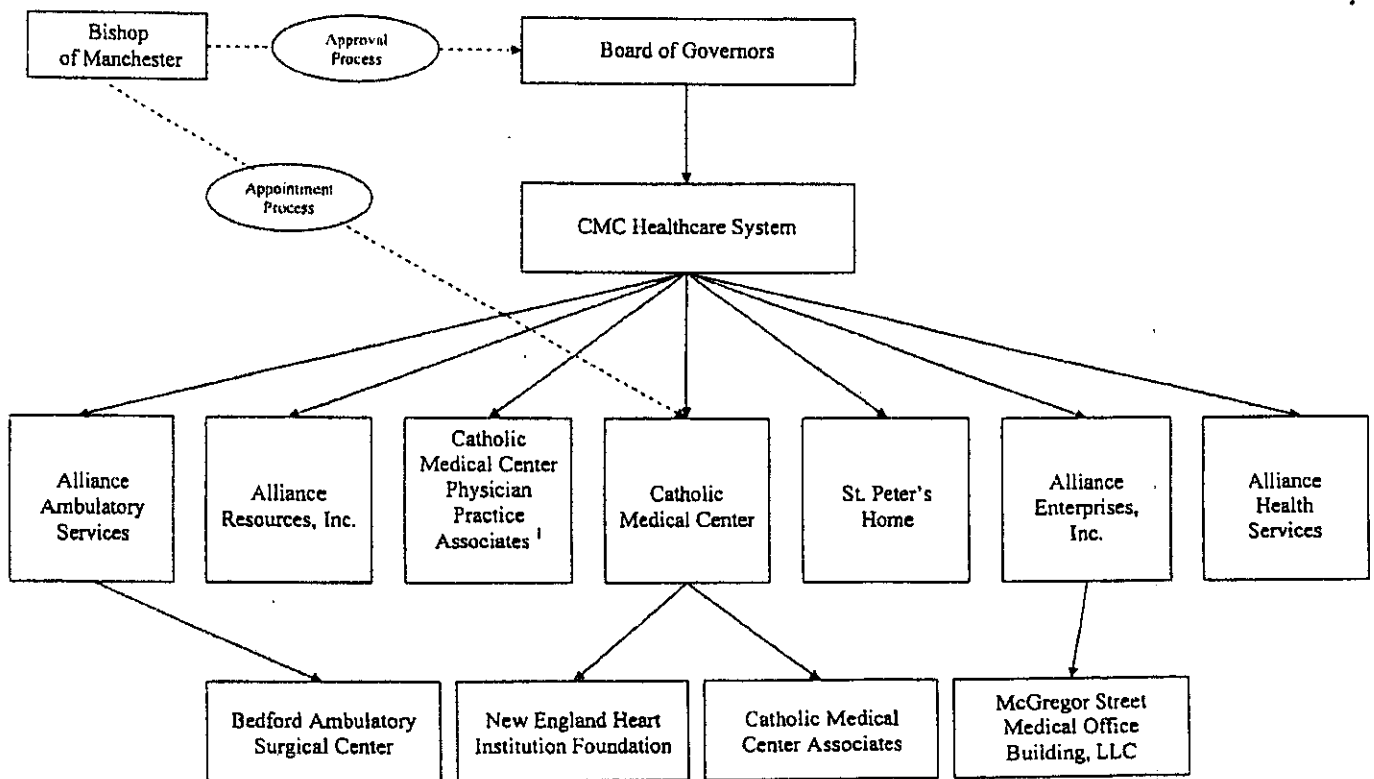 Bishop
of Manchester
Approval
Process
Board of Governors
Appointment
Process
CMC Healthcare System
Alliance
Ambulatory
Services
Alliance
Resources, Inc.
Catholic
Medical Center
Physician
Practice
Associates 1
Catholic
Medical Center
St. Peter's
Home
Alliance
Enterprises,
Inc.
Alliance
Health
Services
Bedford Ambulatory
Surgical Center
New England Heart
Institution Foundation
Catholic Medical
Center Associates
McGregor Street
Medical Office
Building, LLC